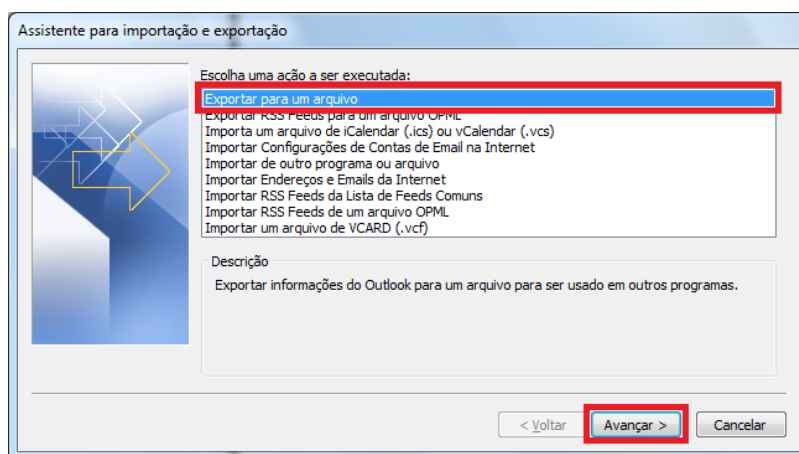 Assistente para importação e exportação
Escolha uma ação a ser executada:
Exportar para um arquivo
Exportar RSS Feeds para um arquivo OPML
Importa um arquivo de iCalendar (.ics) ou vCalendar (.vcs)
Importar Configurações de Contas de Email na Internet
Importar de outro programa ou arquivo
Importar Endereços e Emails da Internet
Importar RSS Feeds da Lista de Feeds Comuns
Importar RSS Feeds de um arquivo OPML
Importar um arquivo de VCARD (.vcf)
Descrição
Exportar informações do Outlook para um arquivo para ser usado em outros programas.
< Voltar
Avançar >
Cancelar